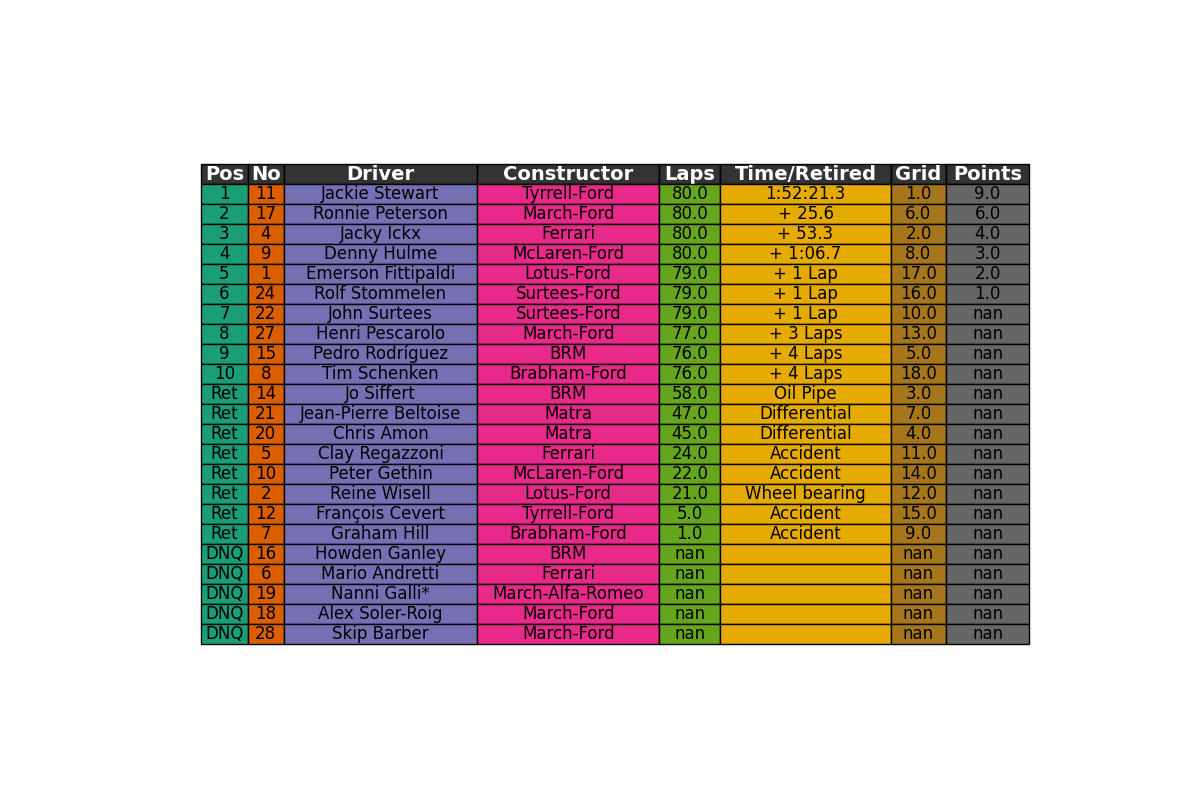 Pos No Driver Constructor Laps Time/Retired Grid Points
1 11 Jackie Stewart Tyrrell-Ford 80.0 1:52:21.3 1.0 9.0
2 17 Ronnie Peterson March-Ford 80.0 + 25.6 6.0 6.0
3 4 Jacky Ickx Ferrari 80.0 + 53.3 2.0 4.0
4 9 Denny Hulme McLaren-Ford 80.0 + 1:06.7 8.0 3.0
5 1 Emerson Fittipaldi Lotus-Ford 79.0 + 1 Lap 17.0 2.0
6 24 Rolf Stommelen Surtees-Ford 79.0 + 1 Lap 16.0 1.0
7 22 John Surtees Surtees-Ford 79.0 + 1 Lap 10.0 nan
8 27 Henri Pescarolo March-Ford 77.0 + 3 Laps 13.0 nan
9 15 Pedro Rodríguez BRM 76.0 + 4 Laps 5.0 nan
10 8 Tim Schenken Brabham-Ford 76.0 + 4 Laps 18.0 nan
Ret 14 Jo Siffert BRM 58.0 Oil Pipe 3.0 nan
Ret 21 Jean-Pierre Beltoise Matra 47.0 Differential 7.0 nan
Ret 20 Chris Amon Matra 45.0 Differential 4.0 nan
Ret 5 Clay Regazzoni Ferrari 24.0 Accident 11.0 nan
Ret 10 Peter Gethin McLaren-Ford 22.0 Accident 14.0 nan
Ret 2 Reine Wisell Lotus-Ford 21.0 Wheel bearing 12.0 nan
Ret 12 François Cevert Tyrrell-Ford 5.0 Accident 15.0 nan
Ret 7 Graham Hill Brabham-Ford 1.0 Accident 9.0 nan
DNQ 16 Howden Ganley BRM nan nan nan
DNQ 6 Mario Andretti Ferrari nan nan nan
DNQ 19 Nanni Galli* March-Alfa-Romeo nan nan nan
DNQ 18 Alex Soler-Roig March-Ford nan nan nan
DNQ 28 Skip Barber March-Ford nan nan nan